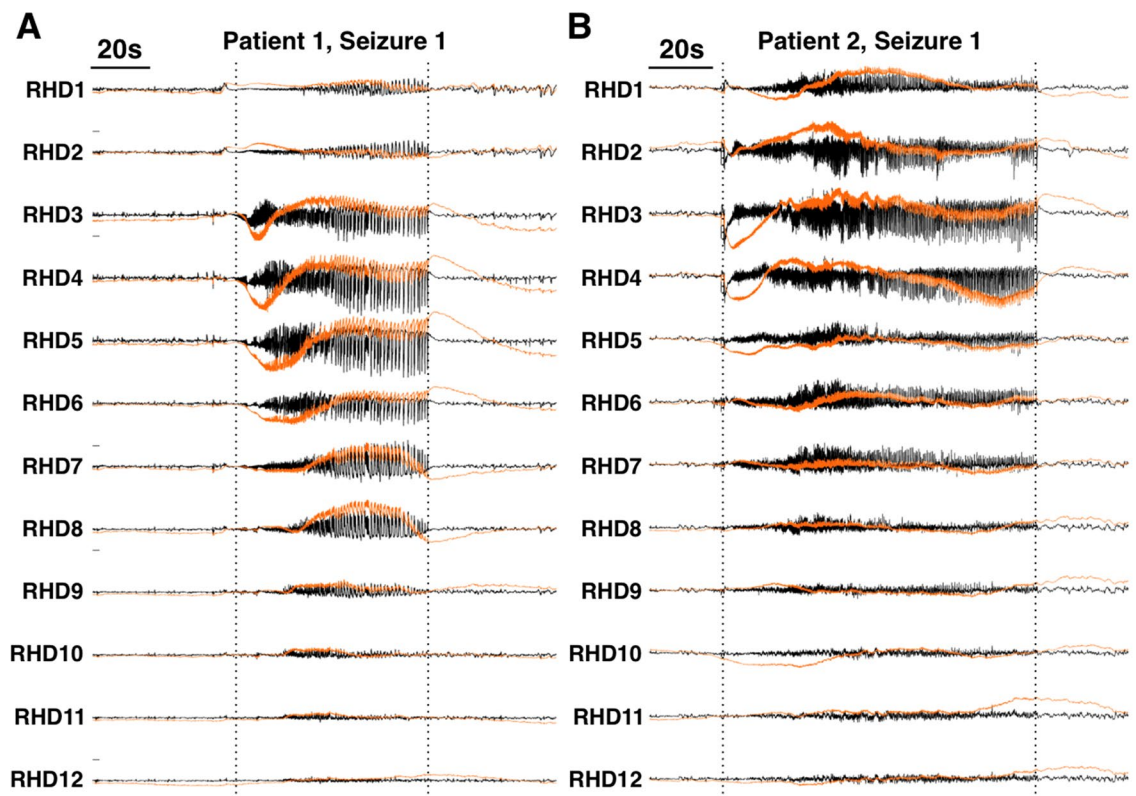 A
Patient 1, Seizure 1
20s
RHD1
RHD2
RHD3
RHD4
RHD5
RHD6
RHD7
RHD8
RHD9
RHD10
RHD11
RHD12
B
Patient 2, Seizure 1
20s
RHD1
RHD2
RHD3
RHD4
RHD5
RHD6
RHD7
RHD8
RHD9
RHD10
RHD11
RHD12